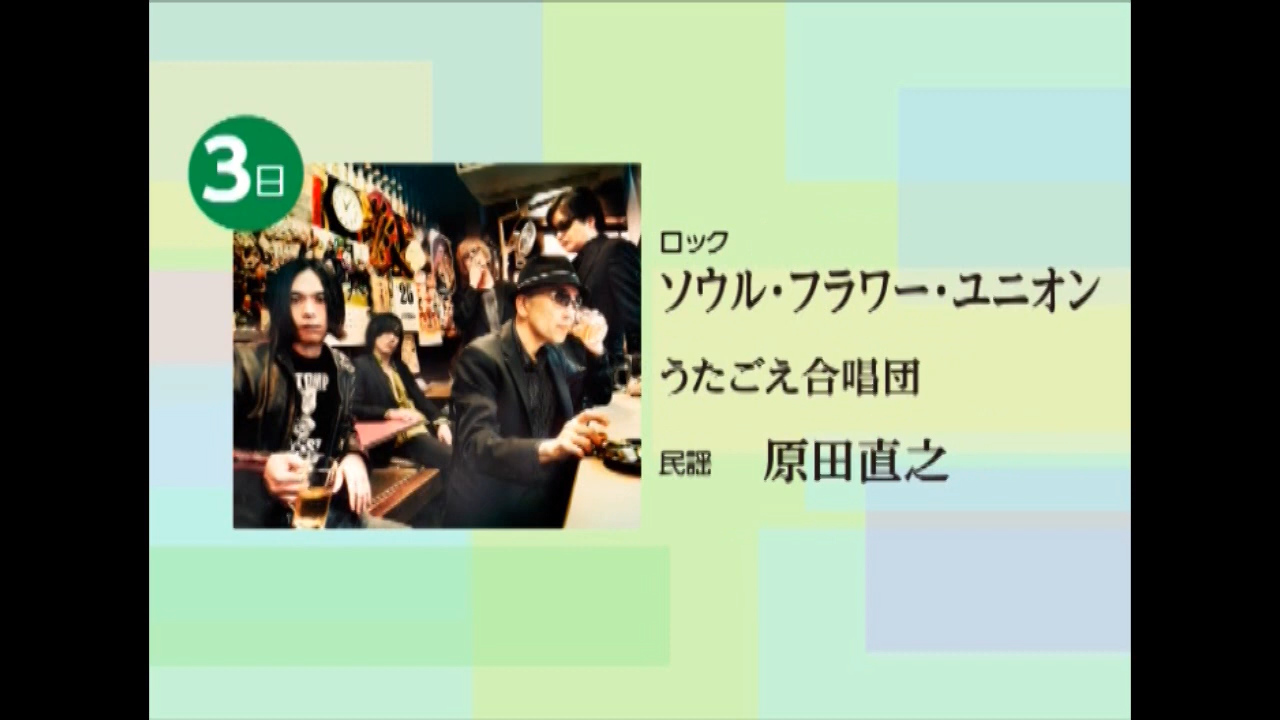 3日
ロック
ソウル・フラワー・ユニオン
うたごえ合唱団
民謡 原田直之
26